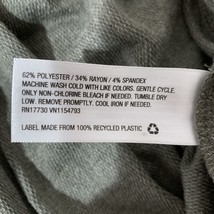 62% POLYESTER / 34% RAYON / 4% SPANDEX
MACHINE WASH COLD WITH LIKE COLORS. GENTLE CYCLE.
ONLY NON-CHLORINE BLEACH IF NEEDED. TUMBLE DRY
LOW. REMOVE PROMPTLY. COOL IRON IF NEEDED.
RN17730 VN1154793
LABEL MADE FROM 100% RECYCLED PLASTIC